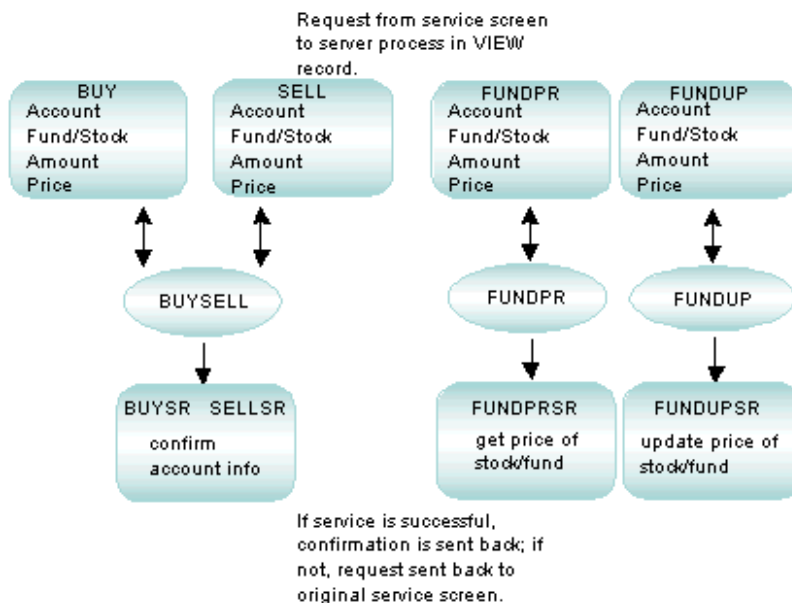 Request from service screen
to server process in VIEW
record.
BUY
Account
Fund/Stock
Amount
Price
SELL
Account
Fund/Stock
Amount
Price
FUNDPR
Account
Fund/Stock
Amount
Price
FUNDUP
Account
Fund/Stock
Amount
Price
BUYSELL
FUNDPR
FUNDUP
BUYSR SELLSR
confirm
account info
FUNDPRSR
get price of
stock/fund
FUNDUPSR
update price of
stock/fund
If service is successful,
confirmation is sent back; if
not, request sent back to
original service screen.